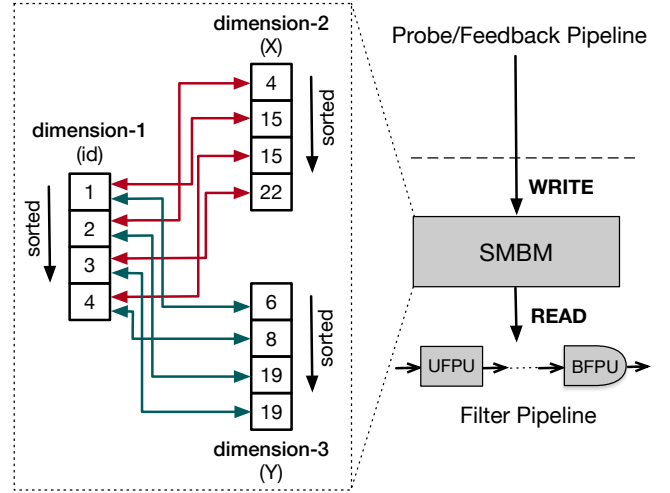 dimension-2
(X)
4
15
15
22
sorted
dimension-1
(id)
1
2
3
4
sorted
6
8
19
19
sorted
dimension-3
(Y)
Probe/Feedback Pipeline
WRITE
SMBM
READ
UFPU
BFPU
Filter Pipeline